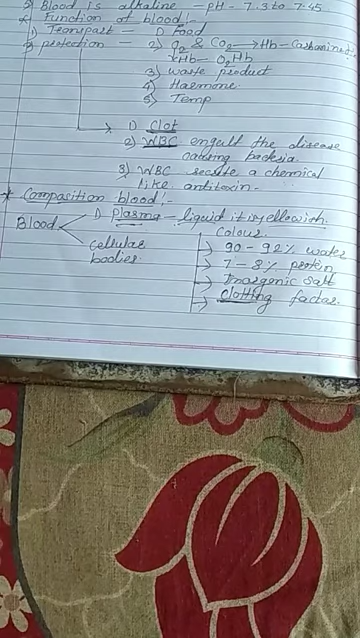 5) Blood is alkaline - pH - 7.3 to 7.45
* Function of blood:-
1) Transpart - 1) Food
2) protection - 2) O2 & CO2 → Hb - Carbamino
Hb - O2Hb
3) waste product
4) Harmone
5) Temp
1) Clot
2) WBC engulf the disease
causing bacteria.
3) WBC secrete a chemical
like antitoxin -
* Composition blood:-
Blood 1) Plasma - liquid it is yellowish
Colour.
cellular
bodies
→ 90-92% water
→ 7-8% protein
→ Inorganic Salt
→ Clotting factor.